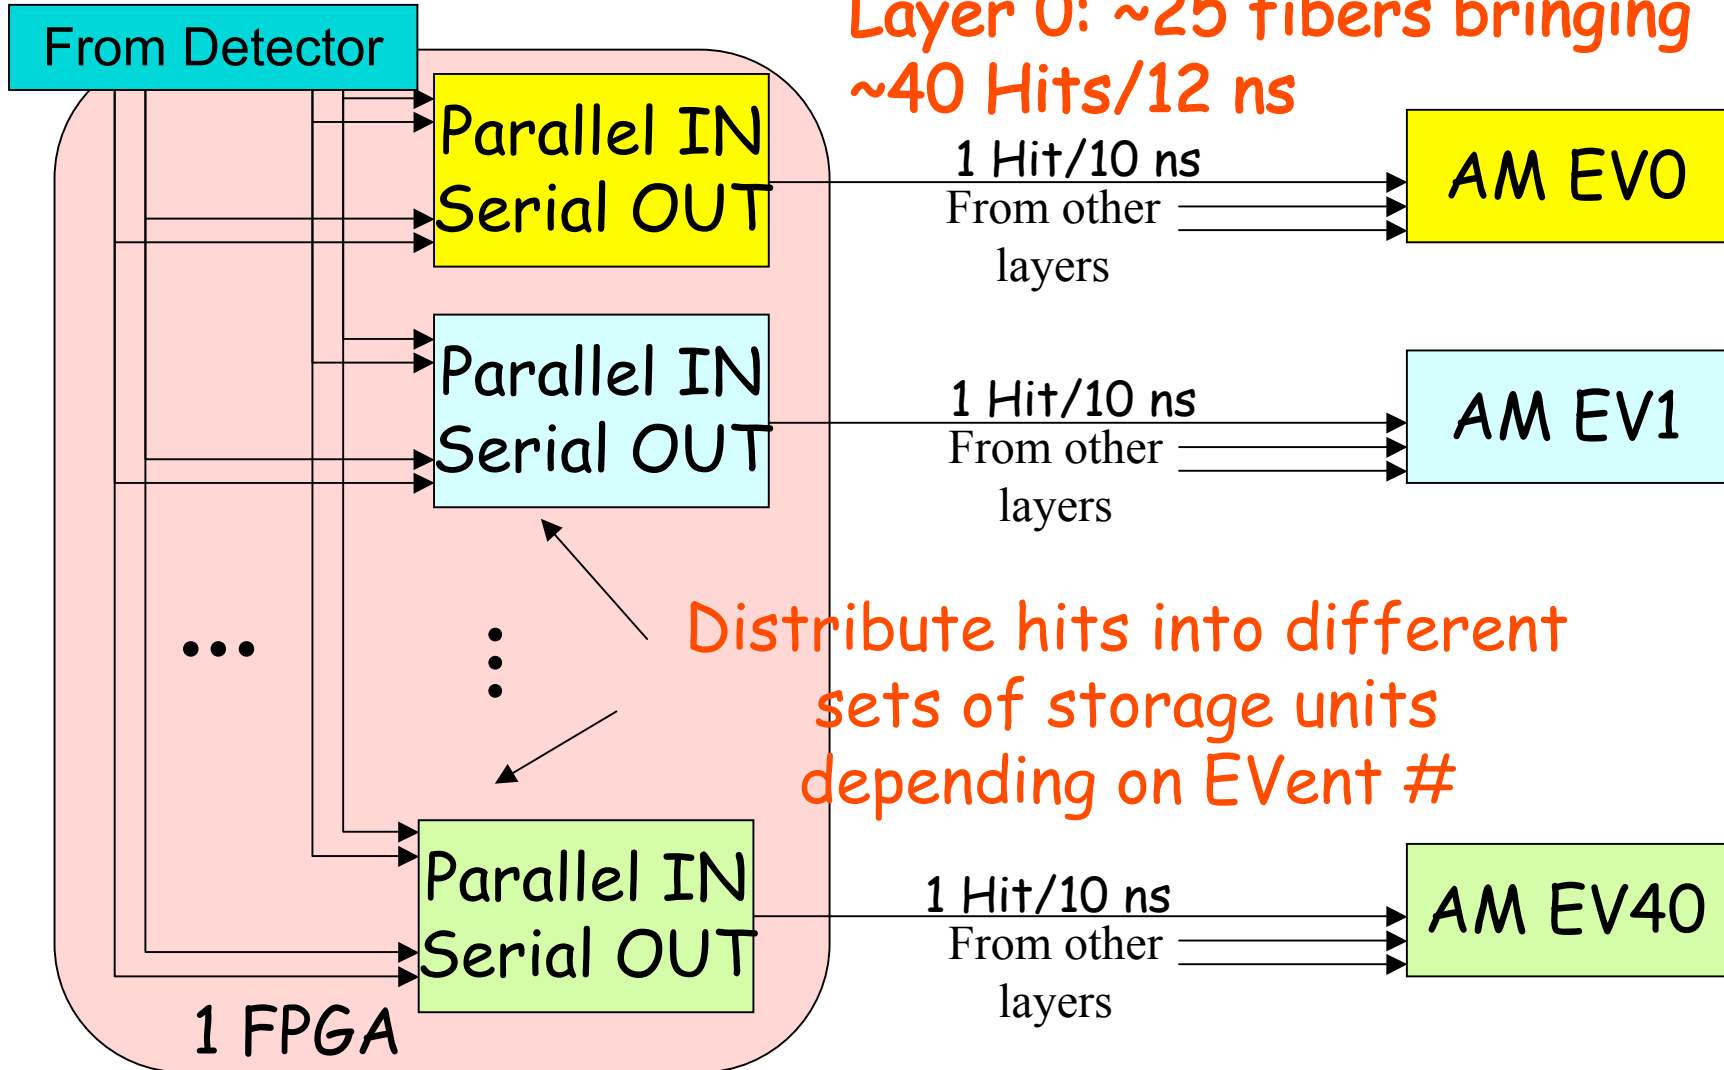 From Detector
Layer 0: ~25 fibers bringing
~40 Hits/12 ns
Parallel IN
Serial OUT
1 Hit/10 ns
From other
layers
AM EV0
Parallel IN
Serial OUT
1 Hit/10 ns
From other
layers
AM EV1
...
Distribute hits into different
sets of storage units
depending on EVent #
Parallel IN
Serial OUT
1 Hit/10 ns
From other
layers
AM EV40
1 FPGA